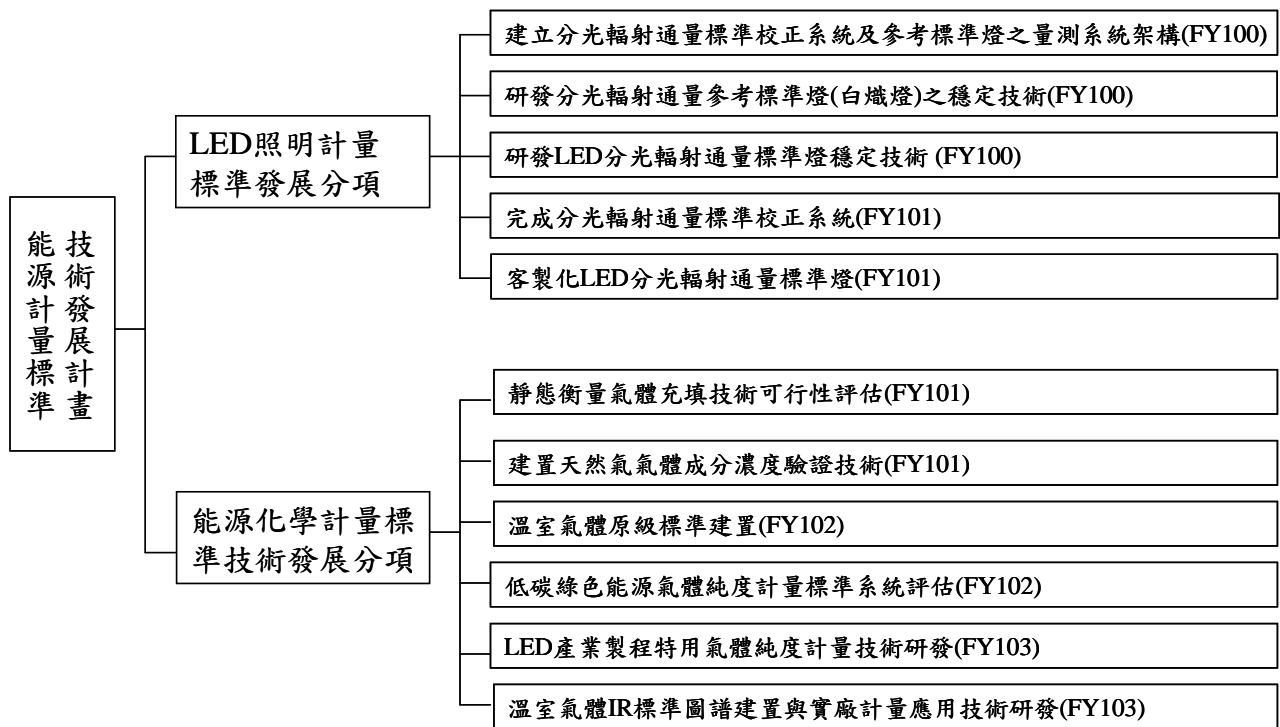 能源計量標準
技術發展計畫
LED照明計量
標準發展分項
建立分光輻射通量標準校正系統及參考標準燈之量測系統架構(FY100)
研發分光輻射通量參考標準燈(白熾燈)之穩定技術(FY100)
研發LED分光輻射通量標準燈穩定技術 (FY100)
完成分光輻射通量標準校正系統(FY101)
客製化LED分光輻射通量標準燈(FY101)
能源化學計量標
準技術發展分項
靜態衡量氣體充填技術可行性評估(FY101)
建置天然氣氣體成分濃度驗證技術(FY101)
溫室氣體原級標準建置(FY102)
低碳綠色能源氣體純度計量標準系統評估(FY102)
LED產業製程特用氣體純度計量技術研發(FY103)
溫室氣體IR標準圖譜建置與實廠計量應用技術研發(FY103)